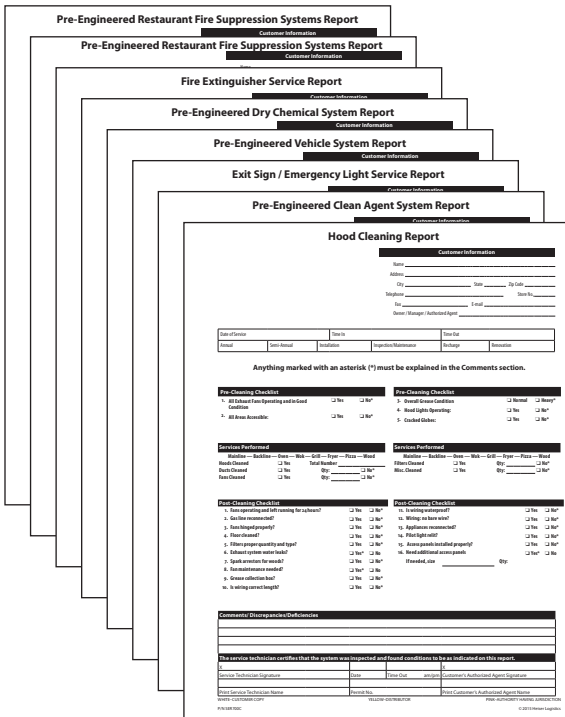 Pre-Engineered Restaurant Fire Suppression Systems Report
Customer Information
Pre-Engineered Restaurant Fire Suppression Systems Report
Customer Information
Fire Extinguisher Service Report
Customer Information
Pre-Engineered Dry Chemical System Report
Customer Information
Pre-Engineered Vehicle System Report
Customer Information
Exit Sign / Emergency Light Service Report
Customer Information
Pre-Engineered Clean Agent System Report
Customer Information
Hood Cleaning Report
Customer Information
Name
Address
City State Zip Code
Telephone Store No.
Fax E-mail
Owner / Manager / Authorized Agent
Date of Service Time In Time Out
Annual Semi-Annual Installation Inspection/Maintenance Recharge Renovation
Anything marked with an asterisk (*) must be explained in the Comments section.
Pre-Cleaning Checklist
1. All Exhaust Fans Operating and in Good Condition ❑ Yes ❑ No*
2. All Areas Accessible: ❑ Yes ❑ No*
Pre-Cleaning Checklist
3- Overall Grease Condition ❑ Normal ❑ Heavy*
4- Hood Lights Operating: ❑ Yes ❑ No*
5- Cracked Globes: ❑ Yes ❑ No*
Services Performed
Mainline — Backline — Oven — Wok — Grill — Fryer — Pizza — Wood
Hoods Cleaned ❑ Yes Total Number
Ducts Cleaned ❑ Yes Qty: ❑ No*
Fans Cleaned ❑ Yes Qty: ❑ No*
Services Performed
Mainline — Backline — Oven — Wok — Grill — Fryer — Pizza — Wood
Filters Cleaned ❑ Yes Qty: ❑ No*
Misc. Cleaned ❑ Yes Qty: ❑ No*
Post-Cleaning Checklist
1. Fans operating and left running for 24 hours? ❑ Yes ❑ No*
2. Gas line reconnected? ❑ Yes ❑ No*
3. Fans hinged properly? ❑ Yes ❑ No*
4. Floor cleaned? ❑ Yes ❑ No*
5. Filters proper quantity and type? ❑ Yes ❑ No*
6. Exhaust system water leaks? ❑ Yes* ❑ No
7. Spark arrestors for woods? ❑ Yes ❑ No*
8. Fan maintenance needed? ❑ Yes* ❑ No
9. Grease collection box? ❑ Yes ❑ No*
10. Is wiring correct length? ❑ Yes ❑ No*
Post-Cleaning Checklist
11. Is wiring waterproof? ❑ Yes ❑ No*
12. Wiring: no bare wire? ❑ Yes ❑ No*
13. Appliances reconnected? ❑ Yes ❑ No*
14. Pilot light relit? ❑ Yes ❑ No*
15. Access panels installed properly? ❑ Yes ❑ No*
16. Need additional access panels ❑ Yes* ❑ No
If needed, size Qty:
Comments/ Discrepancies/Deficiencies
The service technician certifies that the system was inspected and found conditions to be as indicated on this report.
X X
Service Technician Signature Date Time Out am/pm Customer's Authorized Agent Signature
Print Service Technician Name Permit No. Print Customer's Authorized Agent Name
WHITE-CUSTOMER COPY YELLOW-DISTRIBUTOR PINK-AUTHORITY HAVING JURISDICTION
© 2015 Heiser Logistics